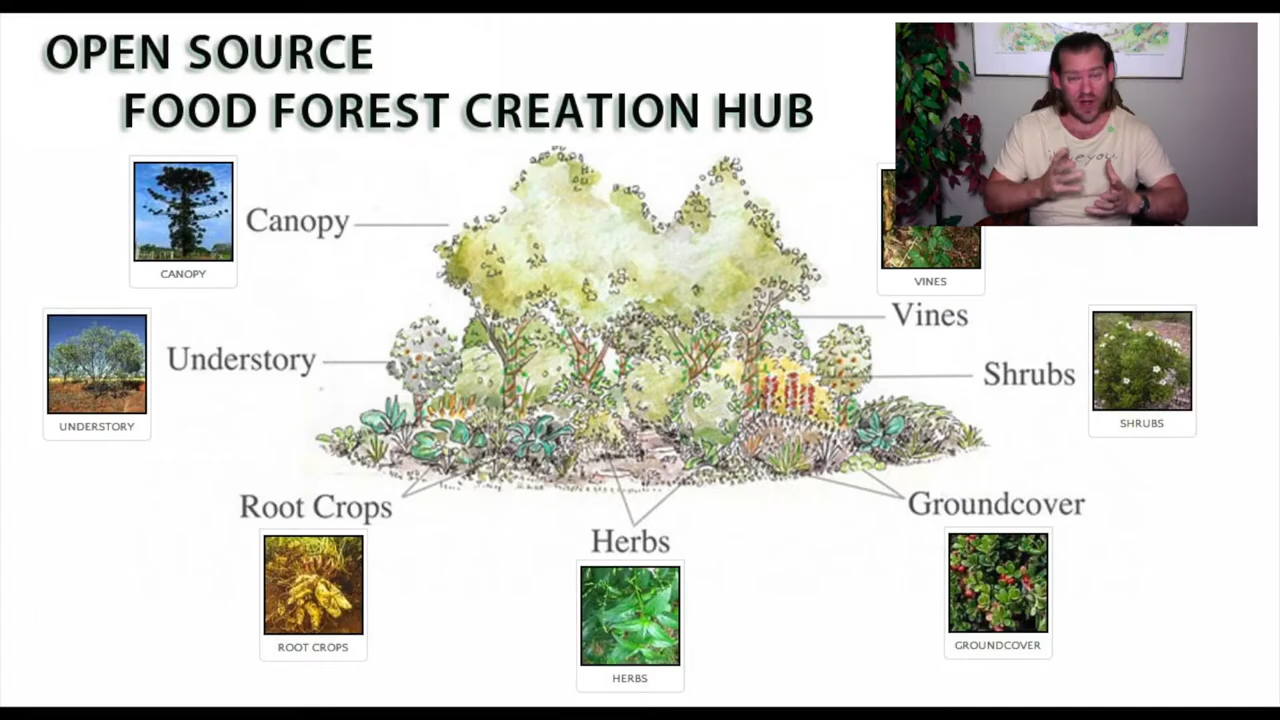 OPEN SOURCE
FOOD FOREST CREATION HUB
Canopy
CANOPY
VINES
Vines
Understory
UNDERSTORY
Shrubs
SHRUBS
Root Crops
ROOT CROPS
Herbs
HERBS
Groundcover
GROUNDCOVER